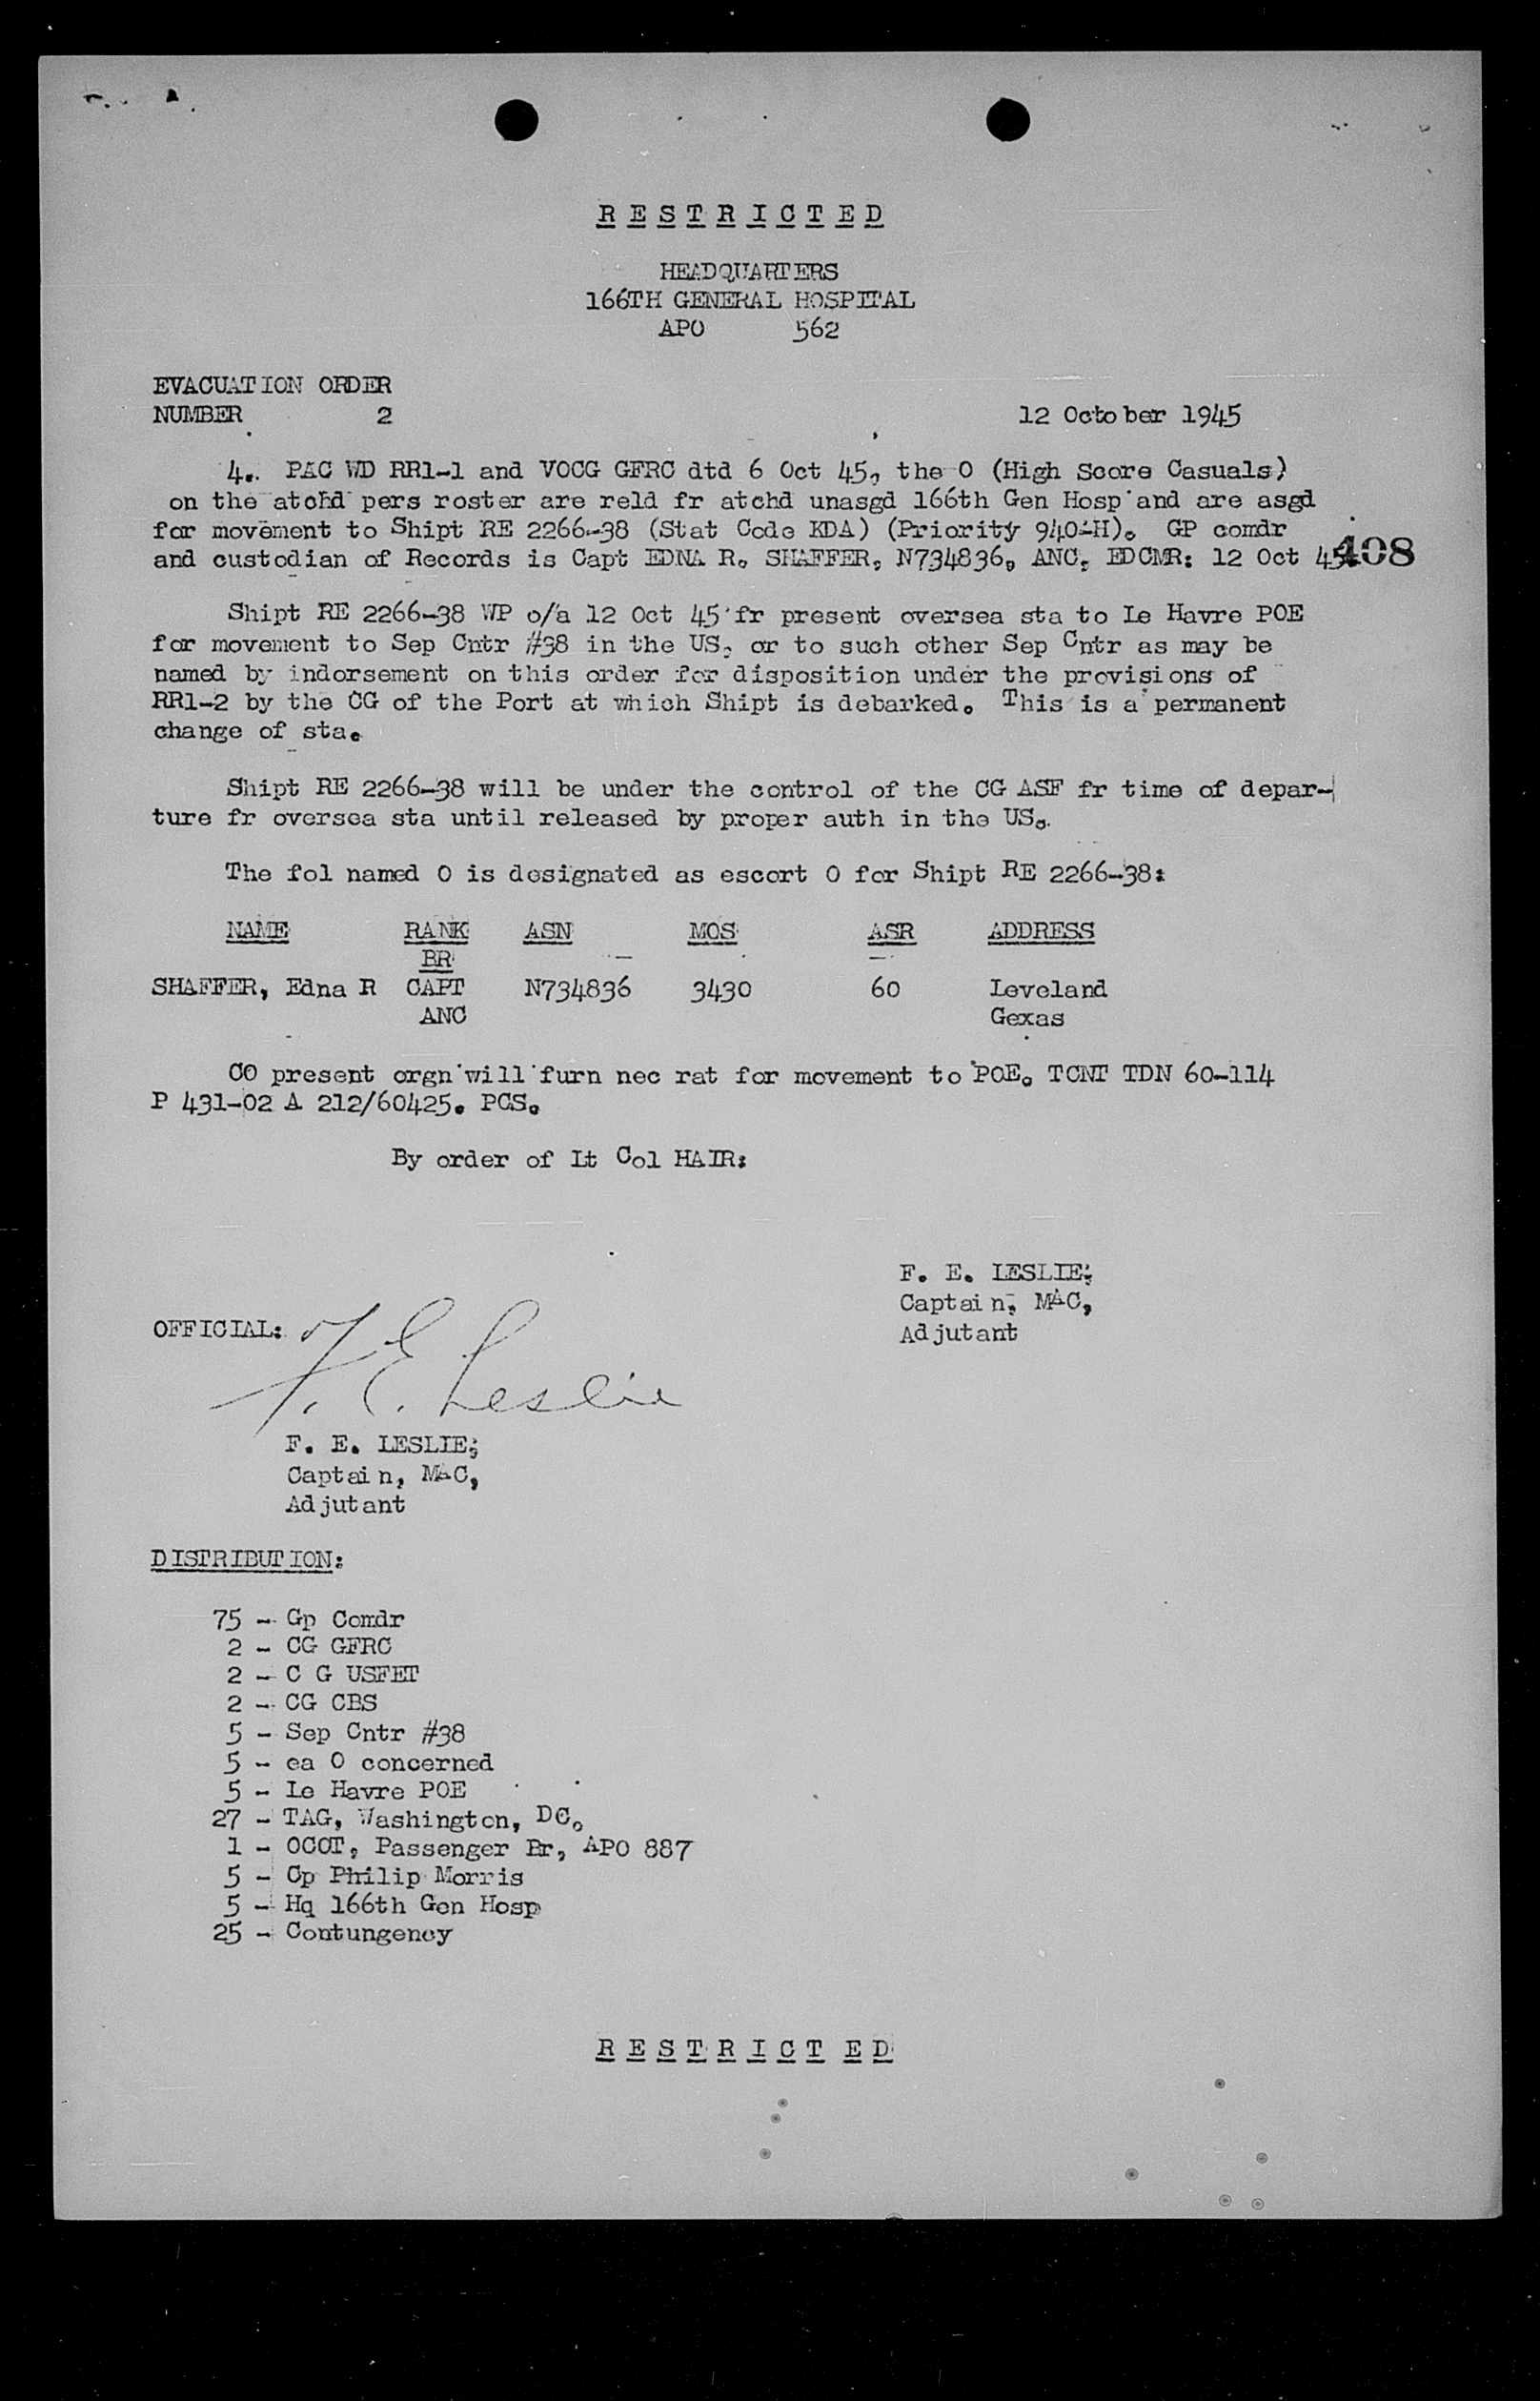 R E S T R I C T E D
HEADQUARTERS
166TH GENERAL HOSPITAL
APO 562
EVACUATION ORDER
NUMBER 2 12 October 1945
4. PAC WD RR1-1 and VOCG GFRC dtd 6 Oct 45, the O (High Score Casuals)
on the atchd pers roster are reld fr atchd unasgd 166th Gen Hosp and are asgd
for movement to Shipt RE 2266-38 (Stat Code KDA) (Priority 940-H). GP comdr
and custodian of Records is Capt EDNA R. SHAFFER, N734836, ANC, EDCMR: 12 Oct 45. 408
Shipt RE 2266-38 WP o/a 12 Oct 45 fr present oversea sta to Le Havre POE
for movement to Sep Cntr #38 in the US, or to such other Sep Cntr as may be
named by indorsement on this order for disposition under the provisions of
RR1-2 by the CG of the Port at which Shipt is debarked. This is a permanent
change of sta.
Shipt RE 2266-38 will be under the control of the CG ASF fr time of depar-
ture fr oversea sta until released by proper auth in the US.
The fol named O is designated as escort O for Shipt RE 2266-38:
NAME RANK ASN MOS ASR ADDRESS
BR
SHAFFER, Edna R CAPT N734836 3430 60 Leveland
ANC Gexas
CO present orgn will furn nec rat for movement to POE. TCNT TDN 60-114
P 431-02 A 212/60425. PCS.
By order of Lt Col HAIR:
F. E. LESLIE,
Captain, MAC,
Adjutant
OFFICIAL:
F. E. Leslie
F. E. LESLIE,
Captain, MAC,
Adjutant
DISTRIBUTION:
75 - Gp Comdr
2 - CG GFRC
2 - C G USFET
2 - CG CBS
5 - Sep Cntr #38
5 - ea O concerned
5 - Le Havre POE
27 - TAG, Washington, DC.
1 - OCOT, Passenger Br, APO 887
5 - Cp Philip Morris
5 - Hq 166th Gen Hosp
25 - Contungency
R E S T R I C T E D